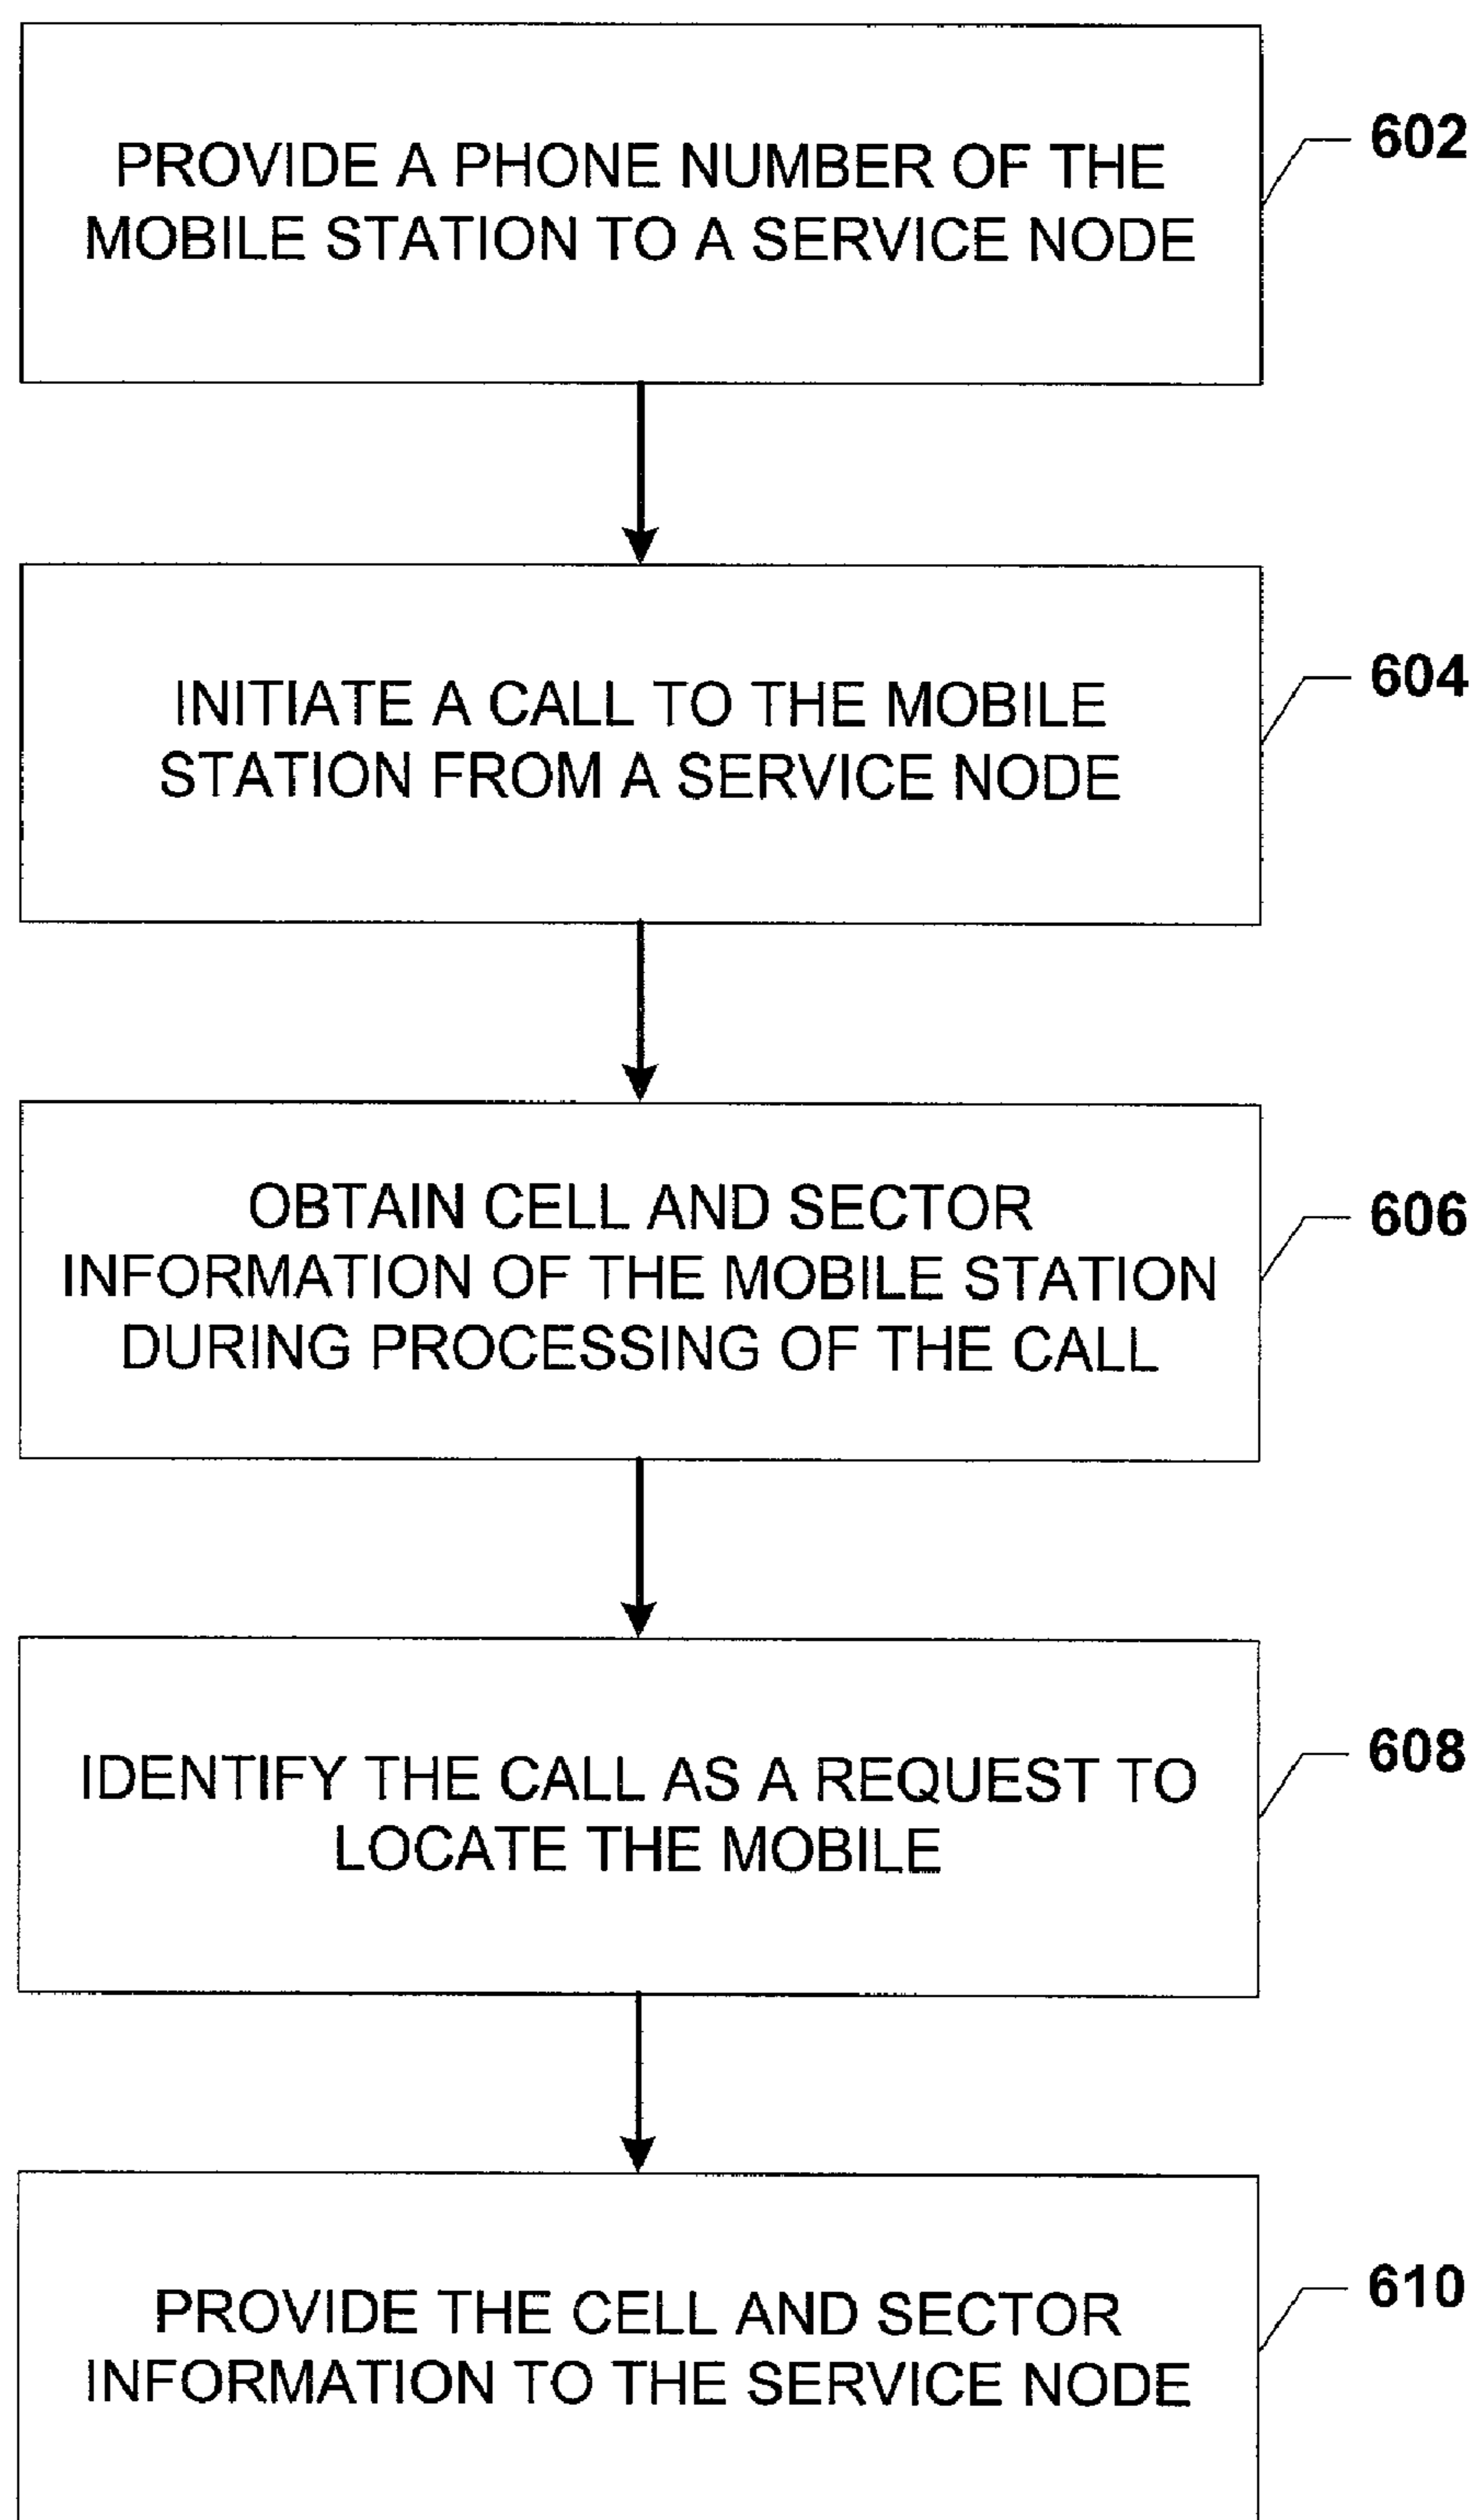 PROVIDE A PHONE NUMBER OF THE
MOBILE STATION TO A SERVICE NODE
602
INITIATE A CALL TO THE MOBILE
STATION FROM A SERVICE NODE
604
OBTAIN CELL AND SECTOR
INFORMATION OF THE MOBILE STATION
DURING PROCESSING OF THE CALL
606
IDENTIFY THE CALL AS A REQUEST TO
LOCATE THE MOBILE
608
PROVIDE THE CELL AND SECTOR
INFORMATION TO THE SERVICE NODE
610